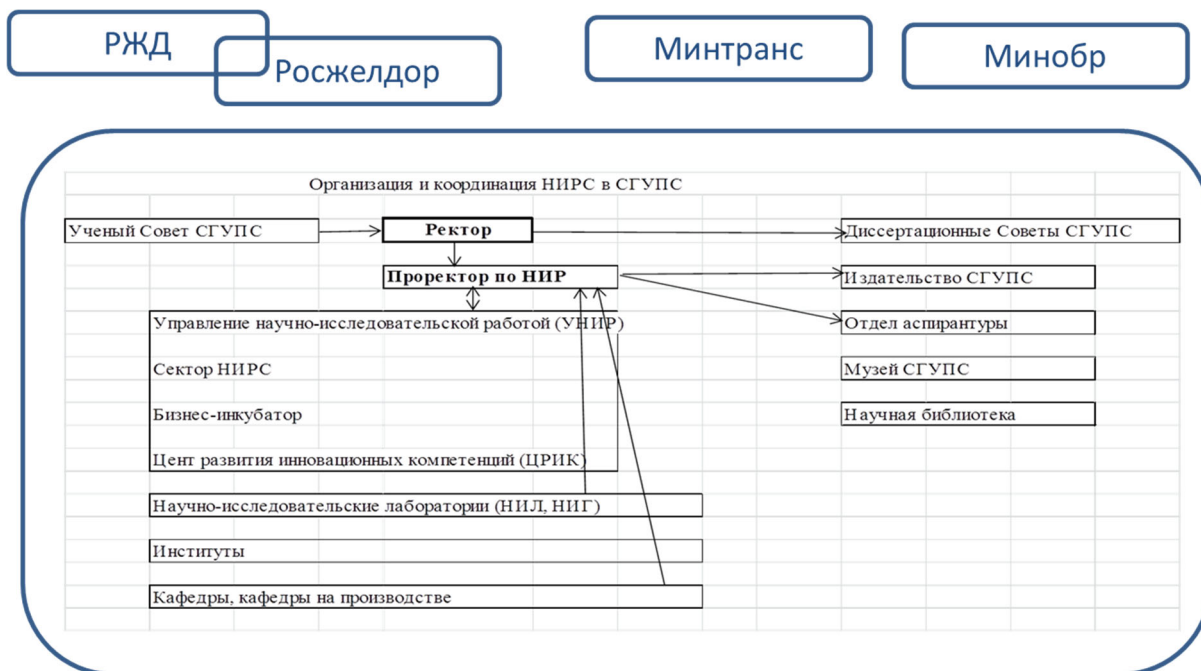 РЖД
Росжелдор
Минтранс
Минобр
Организация и координация НИРС в СГУПС
Ученый Совет СГУПС
Ректор
Диссертационные Советы СГУПС
Проректор по НИР
Издательство СГУПС
Управление научно-исследовательской работой (УНИР)
Отдел аспирантуры
Сектор НИРС
Музей СГУПС
Бизнес-инкубатор
Научная библиотека
Цент развития инновационных компетенций (ЦРИК)
Научно-исследовательские лаборатории (НИЛ, НИГ)
Институты
Кафедры, кафедры на производстве